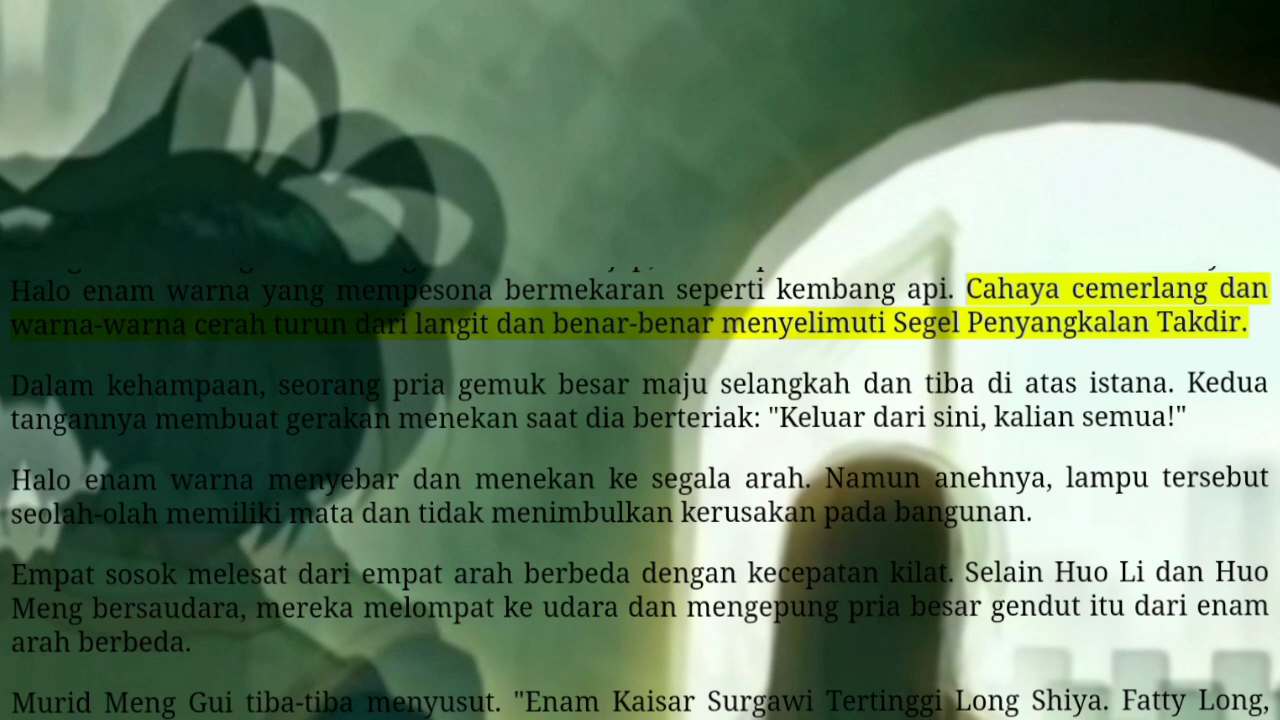 Halo enam warna yang mempesona bermekaran seperti kembang api. Cahaya cemerlang dan
warna-warna cerah turun dari langit dan benar-benar menyelimuti Segel Penyangkalan Takdir.
Dalam kehampaan, seorang pria gemuk besar maju selangkah dan tiba di atas istana. Kedua
tangannya membuat gerakan menekan saat dia berteriak: "Keluar dari sini, kalian semua!"
Halo enam warna menyebar dan menekan ke segala arah. Namun anehnya, lampu tersebut
seolah-olah memiliki mata dan tidak menimbulkan kerusakan pada bangunan.
Empat sosok melesat dari empat arah berbeda dengan kecepatan kilat. Selain Huo Li dan Huo
Meng bersaudara, mereka melompat ke udara dan mengepung pria besar gendut itu dari enam
arah berbeda.
Murid Meng Gui tiba-tiba menyusut. "Enam Kaisar Surgawi Tertinggi Long Shiya. Fatty Long,